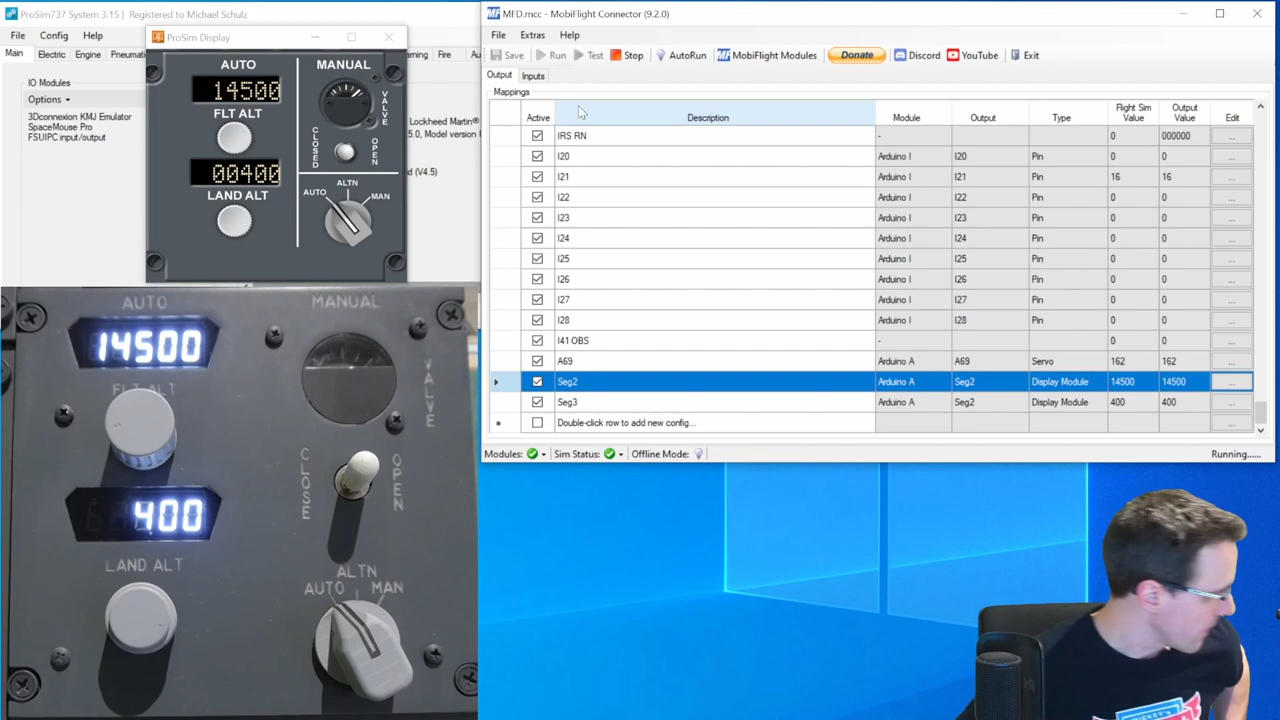 ProSim737 System 3.15 | Registered to Michael Schulz
File Config Help
Main Electric Engine Pneumat
IO Modules
Options
3Dconnexion KMJ Emulator
SpaceMouse Pro
FSUIPC input/output
ning Fire
Lockheed Martin®
5.0, Model version
d (V4.5)
ProSim Display
AUTO
14500
FLT ALT
00400
LAND ALT
MANUAL
VALVE
CLOSED
OPEN
AUTO ALTN MAN
AUTO MANUAL
14500
FLT ALT
VALVE
CLOSE
OPEN
400
LAND ALT
AUTO ALTN MAN
MFD.mcc - MobiFlight Connector (9.2.0)
File Extras Help
Save Run Test Stop AutoRun MobiFlight Modules Donate Discord YouTube Exit
Output Inputs
Mappings
Active Description Module Output Type Flight Sim Value Output Value Edit
IRS RN - 0 000000 ...
I20 Arduino I I20 Pin 0 0 ...
I21 Arduino I I21 Pin 16 16 ...
I22 Arduino I I22 Pin 0 0 ...
I23 Arduino I I23 Pin 0 0 ...
I24 Arduino I I24 Pin 0 0 ...
I25 Arduino I I25 Pin 0 0 ...
I26 Arduino I I26 Pin 0 0 ...
I27 Arduino I I27 Pin 0 0 ...
I28 Arduino I I28 Pin 0 0 ...
I41 OBS - 0 0 ...
A69 Arduino A A69 Servo 162 162 ...
Seg2 Arduino A Seg2 Display Module 14500 14500 ...
Seg3 Arduino A Seg2 Display Module 400 400 ...
Double-click row to add new config... ...
Modules: Sim Status: Offline Mode: Running......